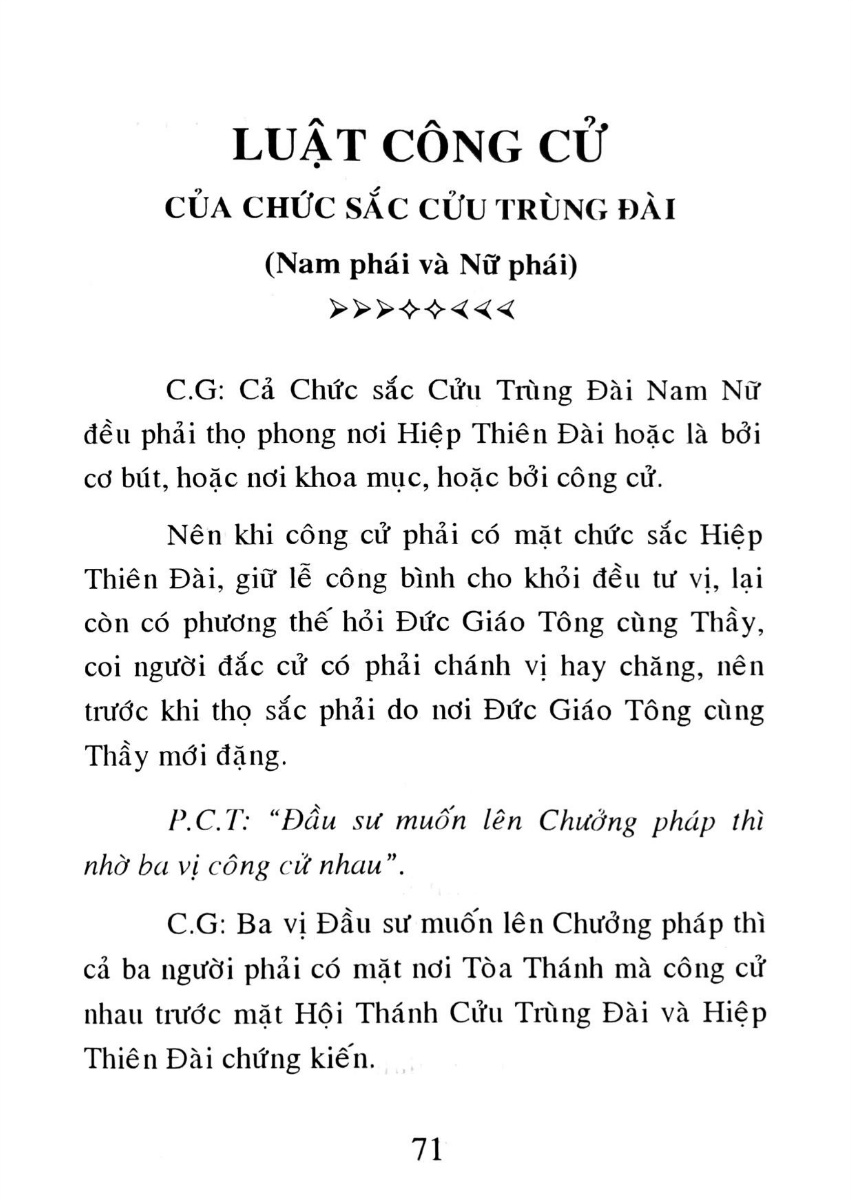 LUẬT CÔNG CỬ
CỦA CHỨC SẮC CỬU TRÙNG ĐÀI
(Nam phái và Nữ phái)
C.G: Cả Chức sắc Cửu Trùng Đài Nam Nữ
đều phải thọ phong nơi Hiệp Thiên Đài hoặc là bởi
cơ bút, hoặc nơi khoa mục, hoặc bởi công cử.
Nên khi công cử phải có mặt chức sắc Hiệp
Thiên Đài, giữ lễ công bình cho khỏi đều tư vị, lại
còn có phương thế hỏi Đức Giáo Tông cùng Thầy,
coi người đắc cử có phải chánh vị hay chăng, nên
trước khi thọ sắc phải do nơi Đức Giáo Tông cùng
Thầy mới đặng.
P.C.T: “Đầu sư muốn lên Chưởng pháp thì
nhờ ba vị công cử nhau”.
C.G: Ba vị Đầu sư muốn lên Chưởng pháp thì
cả ba người phải có mặt nơi Tòa Thánh mà công cử
nhau trước mặt Hội Thánh Cửu Trùng Đài và Hiệp
Thiên Đài chứng kiến.
71